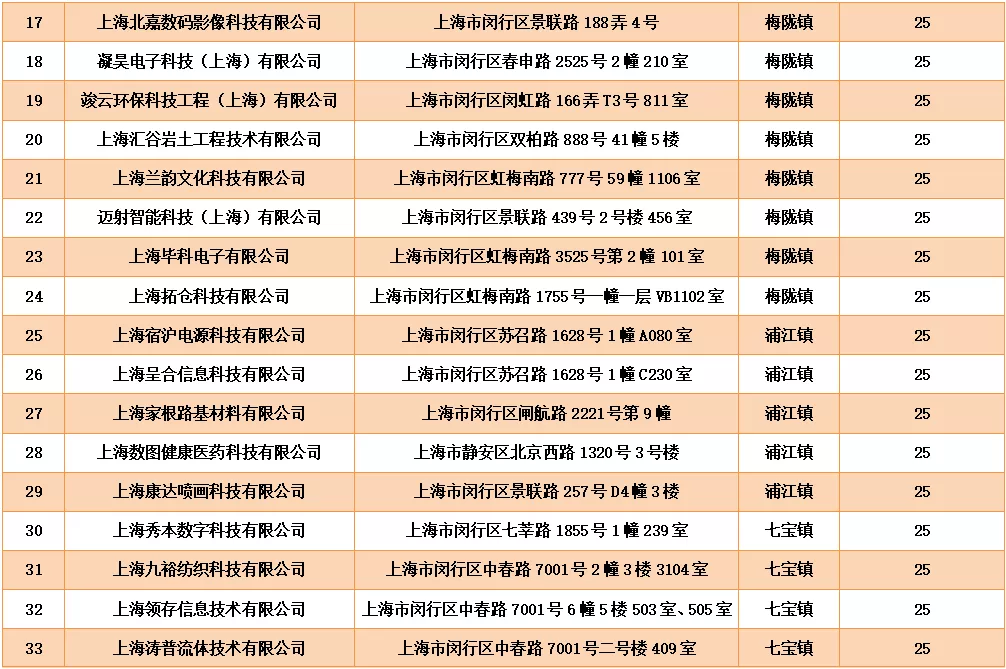 17 上海北嘉数码影像科技有限公司 上海市闵行区景联路188弄4号 梅陇镇 25
18 凝昊电子科技（上海）有限公司 上海市闵行区春申路2525号2幢210室 梅陇镇 25
19 竣云环保科技工程（上海）有限公司 上海市闵行区闵虹路166弄T3号811室 梅陇镇 25
20 上海汇谷岩土工程技术有限公司 上海市闵行区双柏路888号41幢5楼 梅陇镇 25
21 上海兰韵文化科技有限公司 上海市闵行区虹梅南路777号59幢1106室 梅陇镇 25
22 迈射智能科技（上海）有限公司 上海市闵行区景联路439号2号楼456室 梅陇镇 25
23 上海毕科电子有限公司 上海市闵行区虹梅南路3525号第2幢101室 梅陇镇 25
24 上海拓仓科技有限公司 上海市闵行区虹梅南路1755号一幢一层VB1102室 梅陇镇 25
25 上海宿沪电源科技有限公司 上海市闵行区苏召路1628号1幢A080室 浦江镇 25
26 上海呈合信息科技有限公司 上海市闵行区苏召路1628号1幢C230室 浦江镇 25
27 上海家根路基材料有限公司 上海市闵行区闸航路2221号第9幢 浦江镇 25
28 上海数图健康医药科技有限公司 上海市静安区北京西路1320号3号楼 浦江镇 25
29 上海康达喷画科技有限公司 上海市闵行区景联路257号D4幢3楼 浦江镇 25
30 上海秀本数字科技有限公司 上海市闵行区七莘路1855号1幢239室 七宝镇 25
31 上海九裕纺织科技有限公司 上海市闵行区中春路7001号2幢3楼3104室 七宝镇 25
32 上海领存信息技术有限公司 上海市闵行区中春路7001号6幢5楼503室、505室 七宝镇 25
33 上海涛普流体技术有限公司 上海市闵行区中春路7001号二号楼409室 七宝镇 25